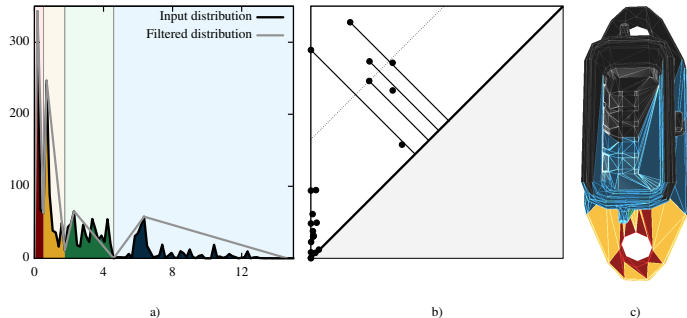 Input distribution
Filtered distribution
300
200
100
0
0 4 8 12
a) b) c)